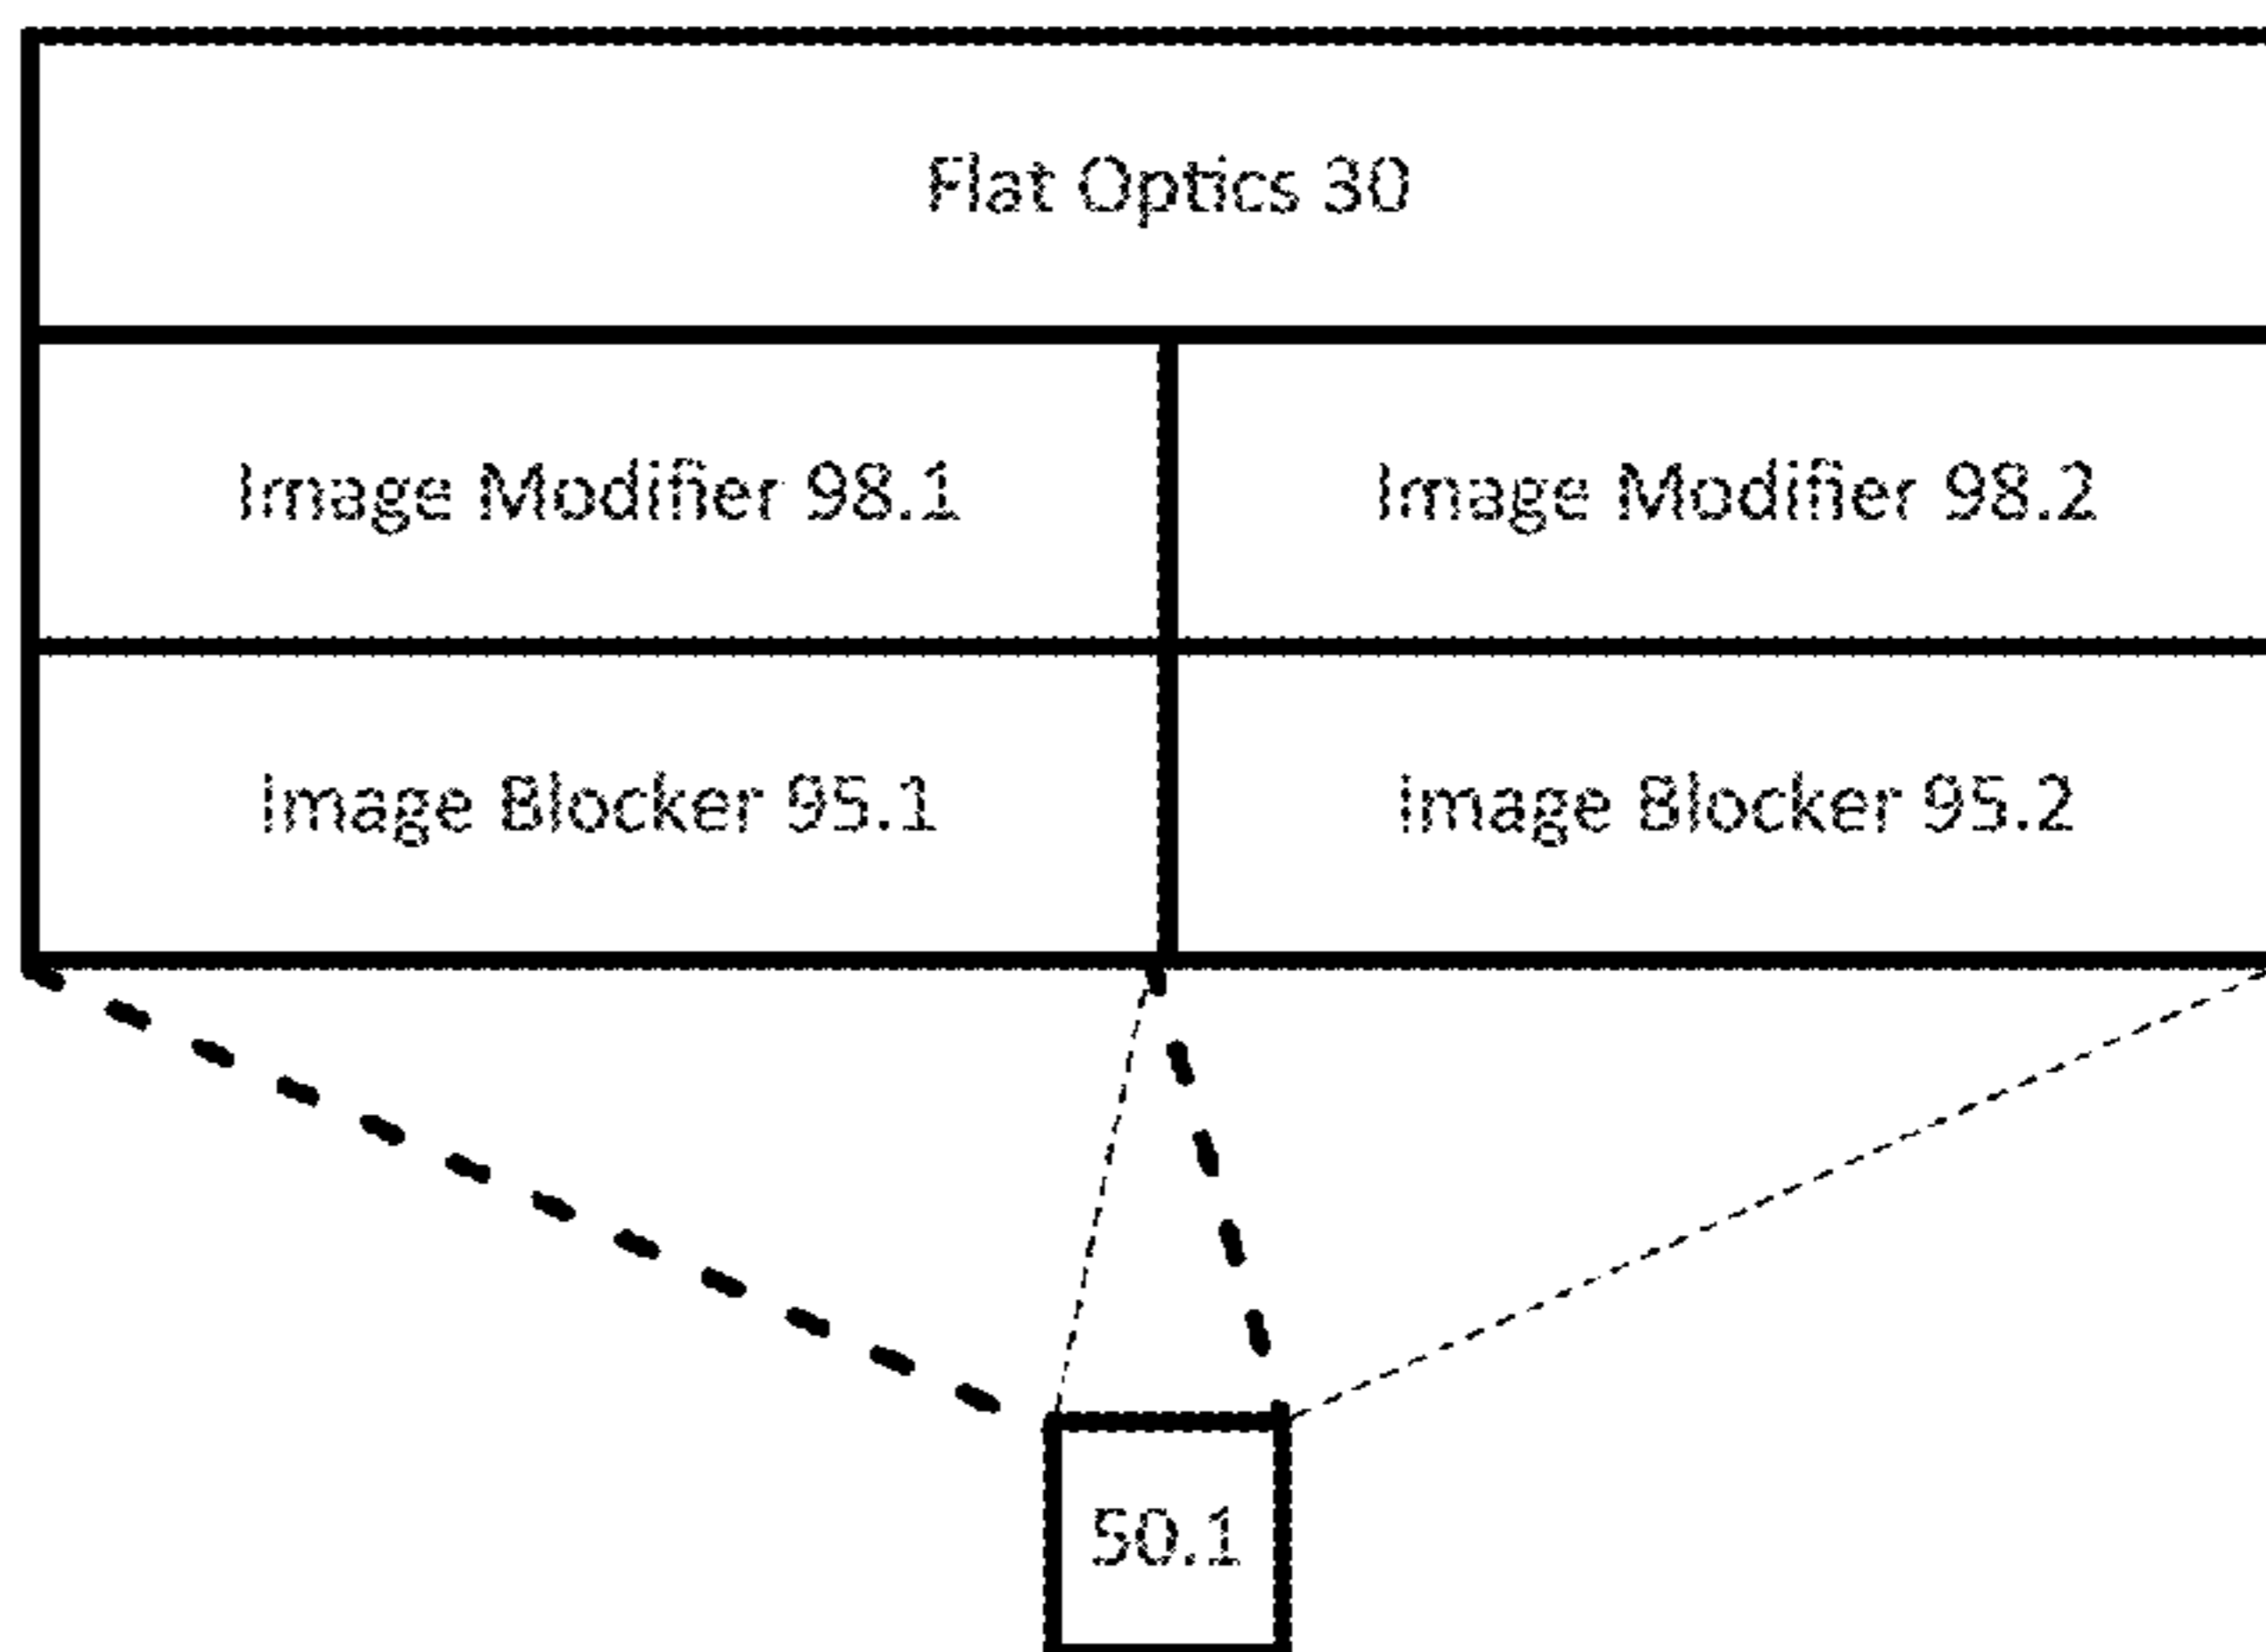 Flat Optics 30
Image Modifier 98.1
Image Modifier 98.2
Image Blocker 95.1
Image Blocker 95.2
50.1